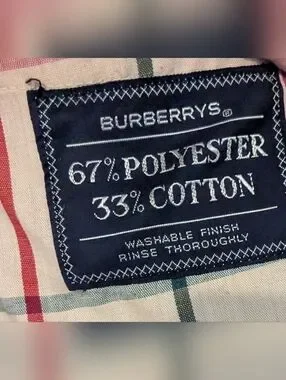 BURBERRYS®
67% POLYESTER
33% COTTON
WASHABLE FINISH
RINSE THOROUGHLY